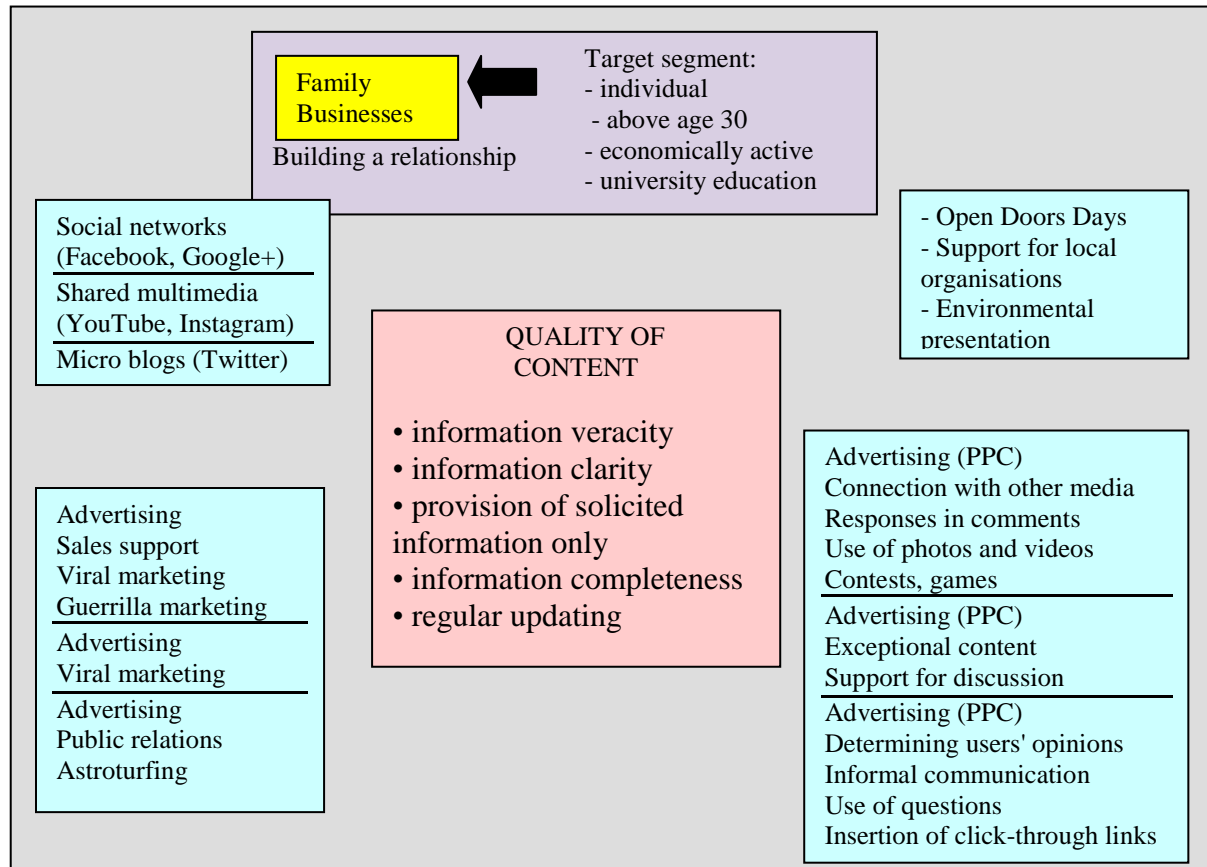 Family
Businesses
Building a relationship
Target segment:
- individual
- above age 30
- economically active
- university education
Social networks
(Facebook, Google+)
Shared multimedia
(YouTube, Instagram)
Micro blogs (Twitter)
- Open Doors Days
- Support for local
organisations
- Environmental
presentation
QUALITY OF
CONTENT
• information veracity
• information clarity
• provision of solicited
information only
• information completeness
• regular updating
Advertising
Sales support
Viral marketing
Guerrilla marketing
Advertising
Viral marketing
Advertising
Public relations
Astroturfing
Advertising (PPC)
Connection with other media
Responses in comments
Use of photos and videos
Contests, games
Advertising (PPC)
Exceptional content
Support for discussion
Advertising (PPC)
Determining users' opinions
Informal communication
Use of questions
Insertion of click-through links